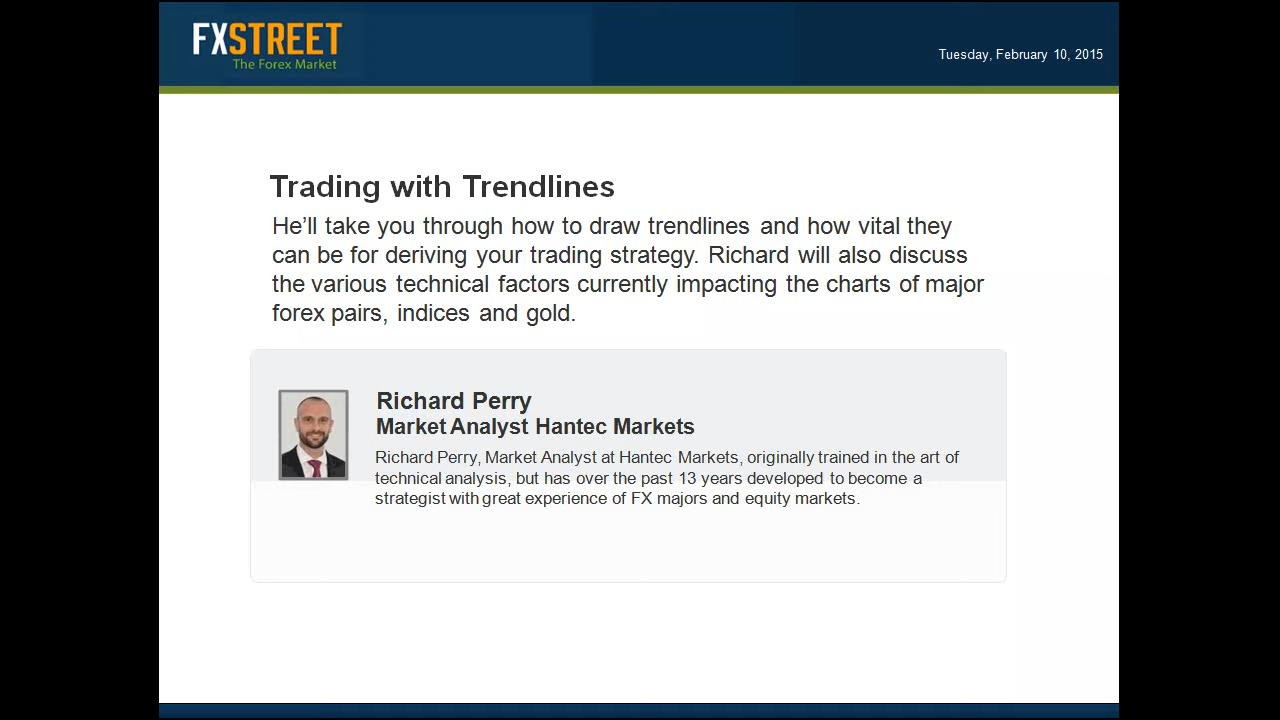 FXSTREET
The Forex Market
Tuesday, February 10, 2015
Trading with Trendlines
He’ll take you through how to draw trendlines and how vital they
can be for deriving your trading strategy. Richard will also discuss
the various technical factors currently impacting the charts of major
forex pairs, indices and gold.
Richard Perry
Market Analyst Hantec Markets
Richard Perry, Market Analyst at Hantec Markets, originally trained in the art of
technical analysis, but has over the past 13 years developed to become a
strategist with great experience of FX majors and equity markets.